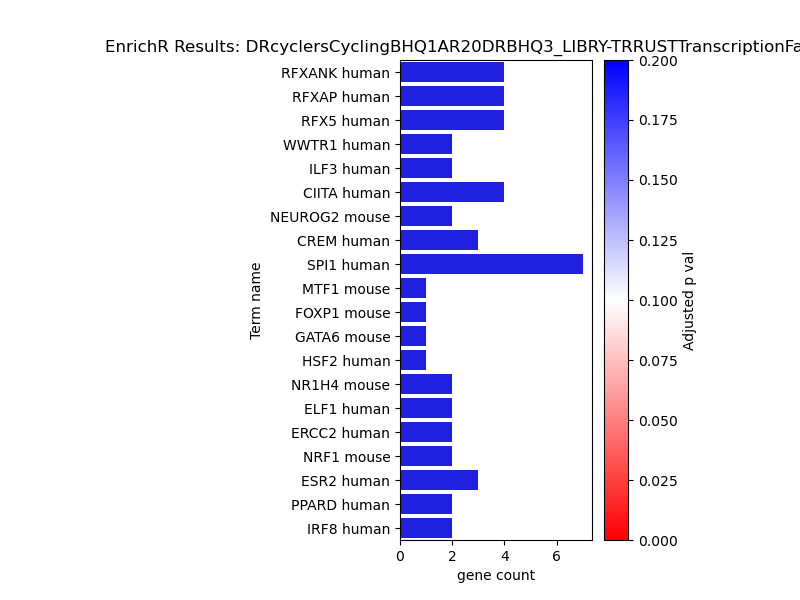 EnrichR Results: DRcyclersCyclingBHQ1AR20DRBHQ3_LIBRY-TRRUSTTranscriptionFa
RFXANK human
RFXAP human
RFX5 human
WWTR1 human
ILF3 human
CIITA human
NEUROG2 mouse
CREM human
SPI1 human
MTF1 mouse
FOXP1 mouse
GATA6 mouse
HSF2 human
NR1H4 mouse
ELF1 human
ERCC2 human
NRF1 mouse
ESR2 human
PPARD human
IRF8 human
Term name
0 2 4 6
gene count
0.200
0.175
0.150
0.125
0.100
0.075
0.050
0.025
0.000
Adjusted p val